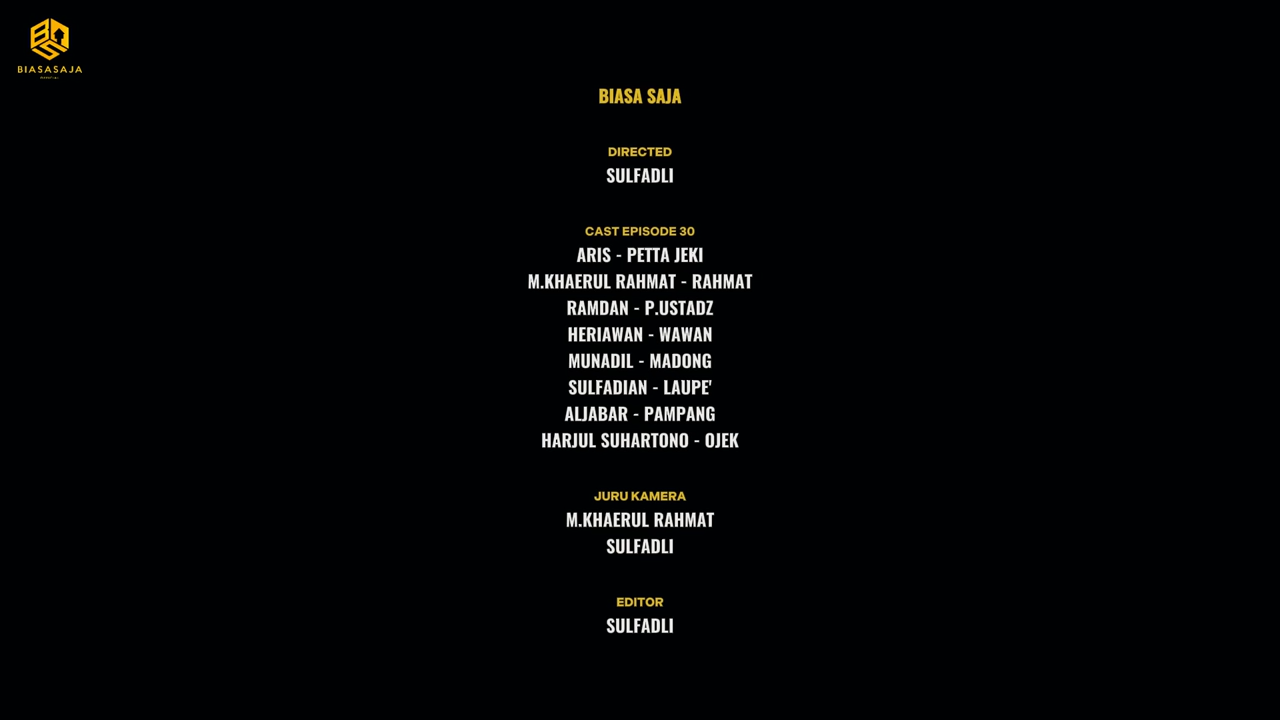 BIASASAJA
OFFICIAL
BIASA SAJA
DIRECTED
SULFADLI
CAST EPISODE 30
ARIS - PETTA JEKI
M.KHAERUL RAHMAT - RAHMAT
RAMDAN - P.USTADZ
HERIAWAN - WAWAN
MUNADIL - MADONG
SULFADIAN - LAUPE'
ALJABAR - PAMPANG
HARJUL SUHARTONO - OJEK
JURU KAMERA
M.KHAERUL RAHMAT
SULFADLI
EDITOR
SULFADLI